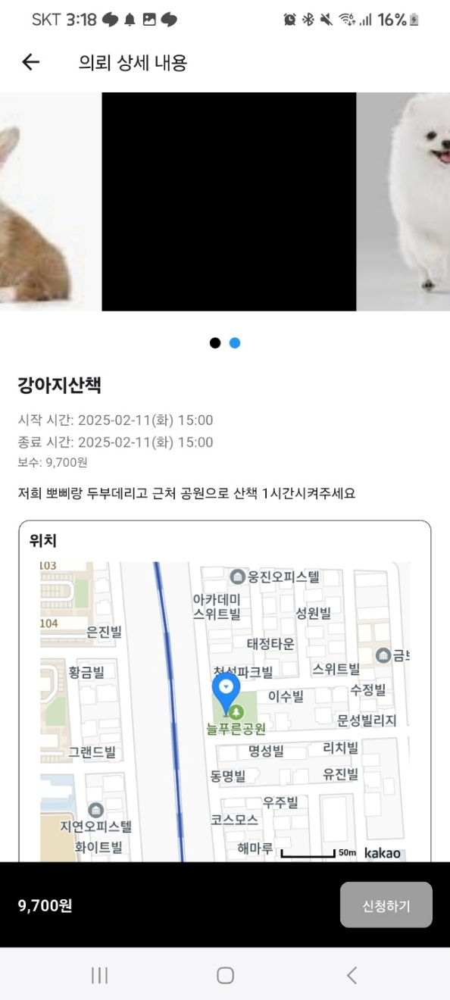 SKT 3:18 16%
의뢰 상세 내용
강아지산책
시작 시간: 2025-02-11(화) 15:00
종료 시간: 2025-02-11(화) 15:00
보수: 9,700원
저희 뽀삐랑 두부데리고 근처 공원으로 산책 1시간시켜주세요
위치
103
웅진오피스텔
아카데미
스위트빌
성원빌
104
은진빌
태정타운
황금빌
천성파크빌
스위트빌
이수빌
수정빌
늘푸른공원
문성빌리지
그랜드빌
명성빌
리치빌
동명빌
유진빌
우주빌
지연오피스텔
코스모스
화이트빌
해마루
50m
kakao
9,700원
신청하기